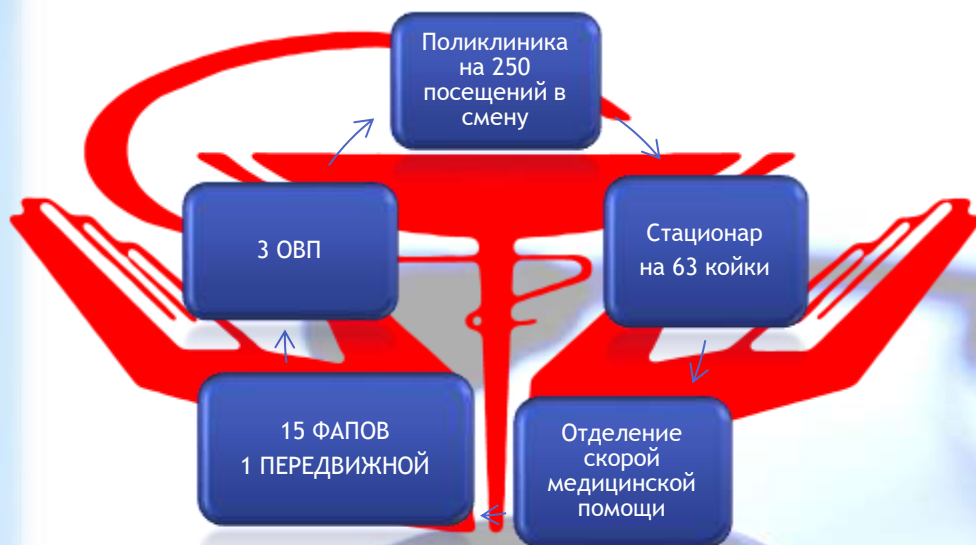 Поликлиника
на 250
посещений в
смену
Стационар
на 63 койки
Отделение
скорой
медицинской
помощи
15 ФАПОВ
1 ПЕРЕДВИЖНОЙ
3 ОВП